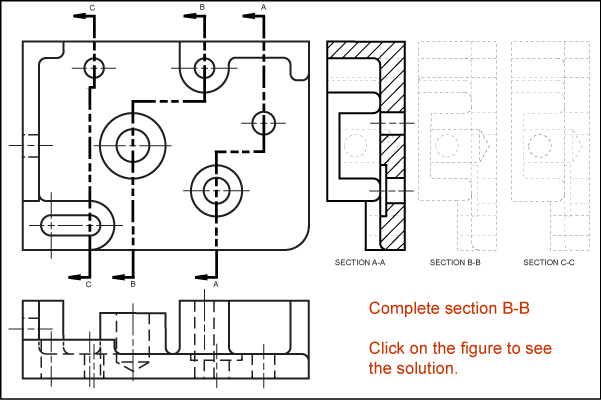 C B A
C B A
SECTION A-A SECTION B-B SECTION C-C
Complete section B-B
Click on the figure to see
the solution.